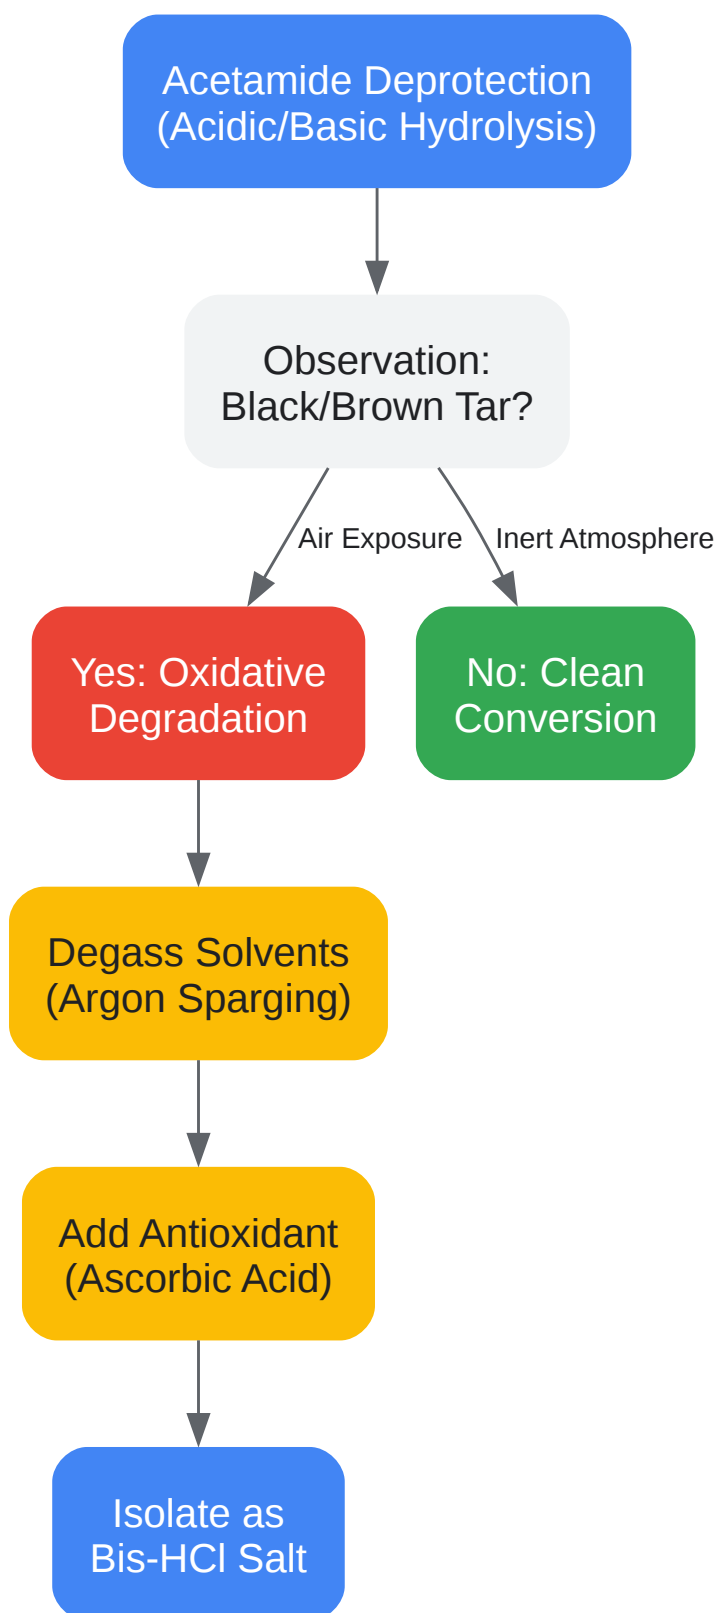 Acetamide Deprotection
(Acidic/Basic Hydrolysis)
Observation:
Black/Brown Tar?
Air Exposure
Inert Atmosphere
Yes: Oxidative
Degradation
No: Clean
Conversion
Degass Solvents
(Argon Sparging)
Add Antioxidant
(Ascorbic Acid)
Isolate as
Bis-HCl Salt